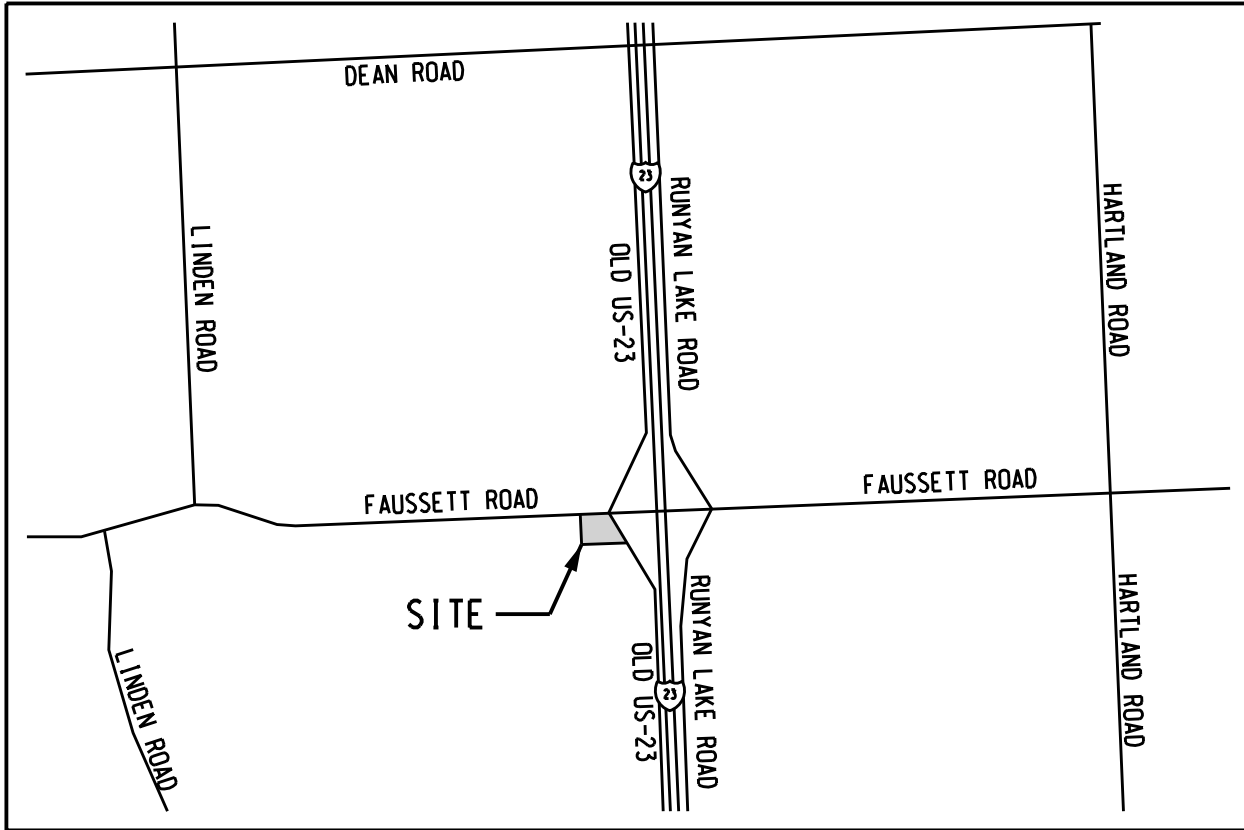 DEAN ROAD
23
RUNYAN LAKE ROAD
HARTLAND ROAD
LINDEN ROAD
OLD US-23
FAUSSETT ROAD
FAUSSETT ROAD
SITE
RUNYAN LAKE ROAD
HARTLAND ROAD
OLD US-23
LINDEN ROAD
23